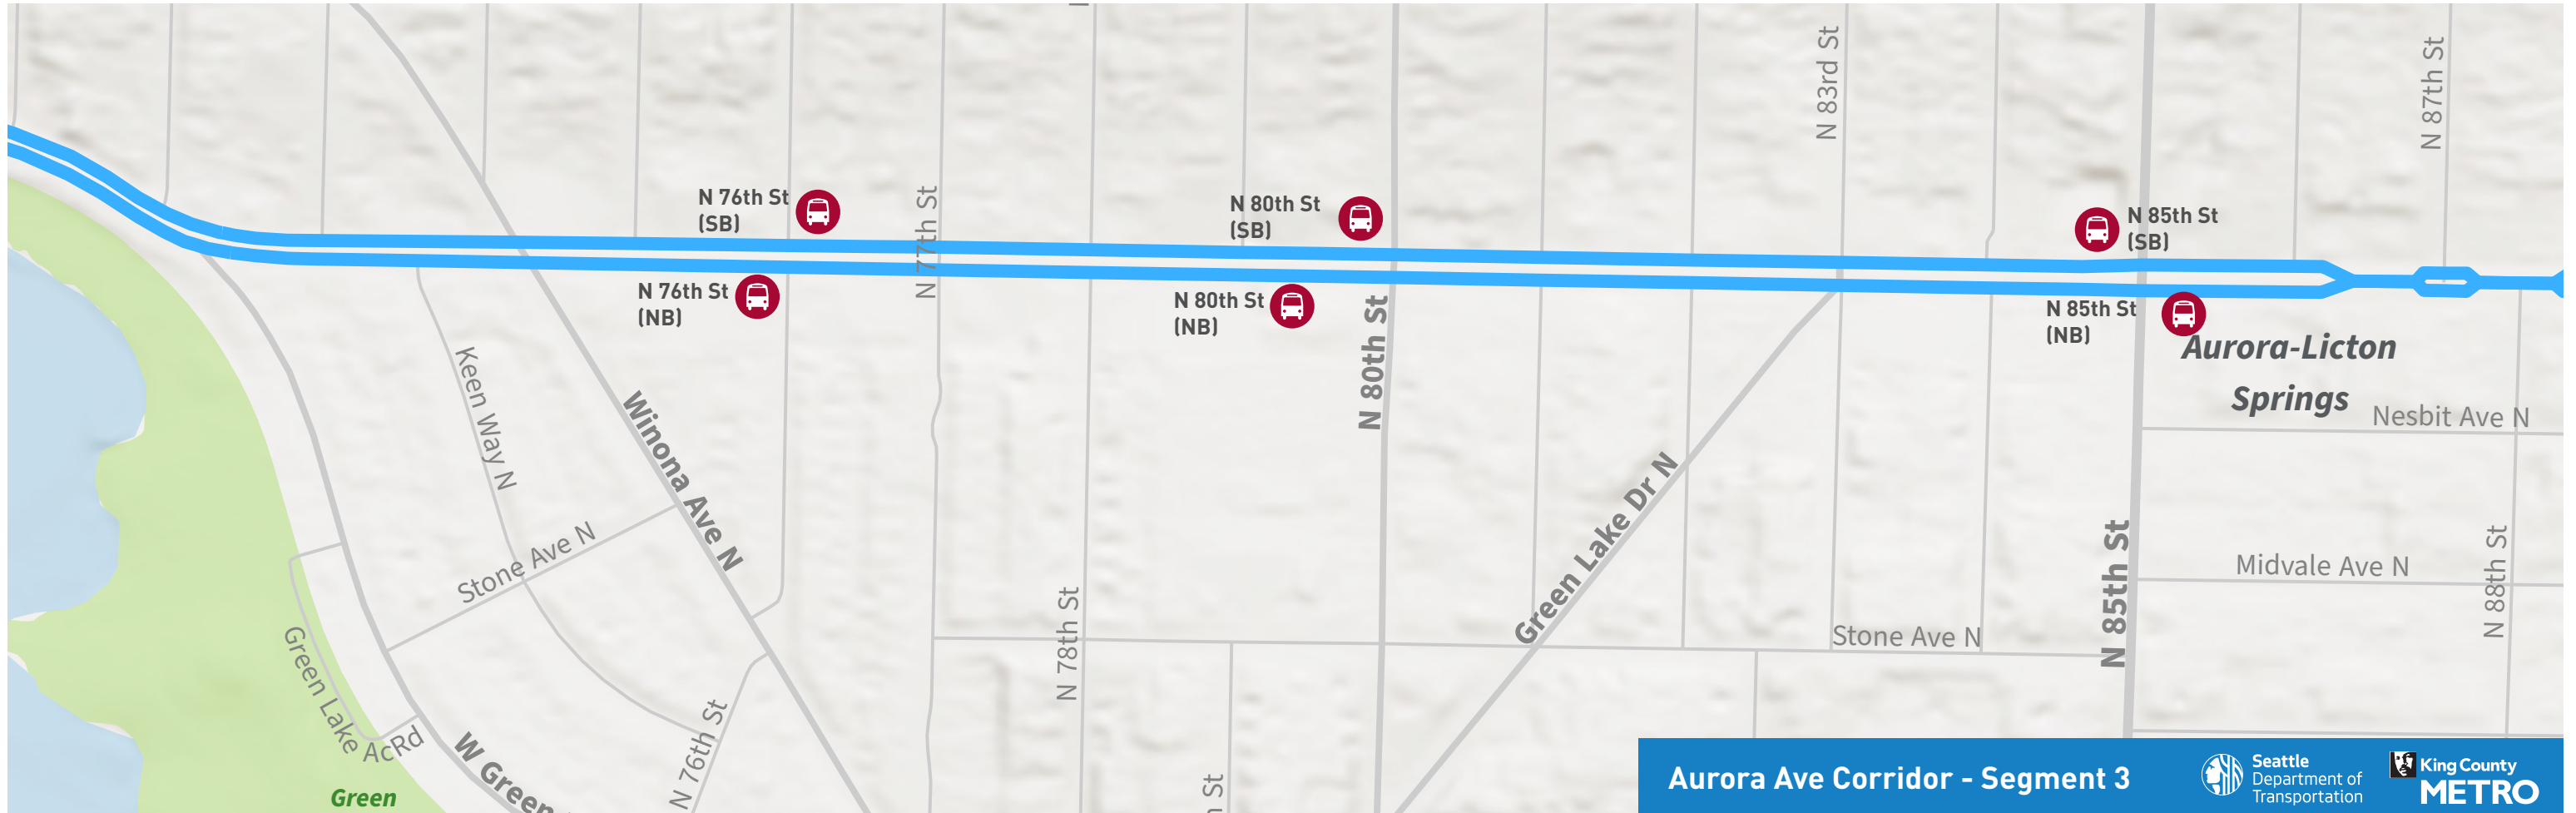 N 83rd St
N 87th St
N 76th St
(SB)
N 77th St
N 80th St
(SB)
N 85th St
(SB)
N 76th St
(NB)
N 80th St
(NB)
N 80th St
N 85th St
(NB)
Aurora-Licton
Springs
Nesbit Ave N
Keen Way N
Winona Ave N
Green Lake Dr N
Stone Ave N
N 85th St
Midvale Ave N
N 88th St
N 78th St
Stone Ave N
Green Lake AcRd
N 76th St
W Green
Green
St
Aurora Ave Corridor - Segment 3
Seattle
Department of
Transportation
King County
METRO